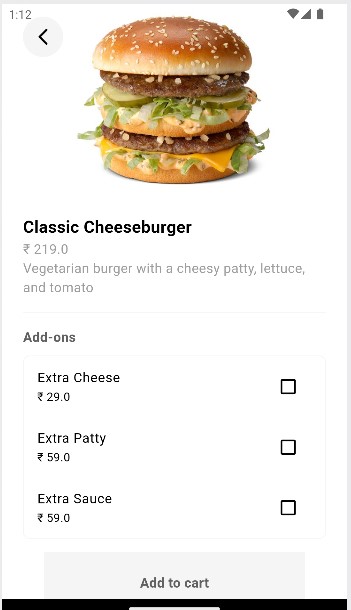 1:12
Classic Cheeseburger
₹ 219.0
Vegetarian burger with a cheesy patty, lettuce,
and tomato
Add-ons
Extra Cheese
₹ 29.0
Extra Patty
₹ 59.0
Extra Sauce
₹ 59.0
Add to cart